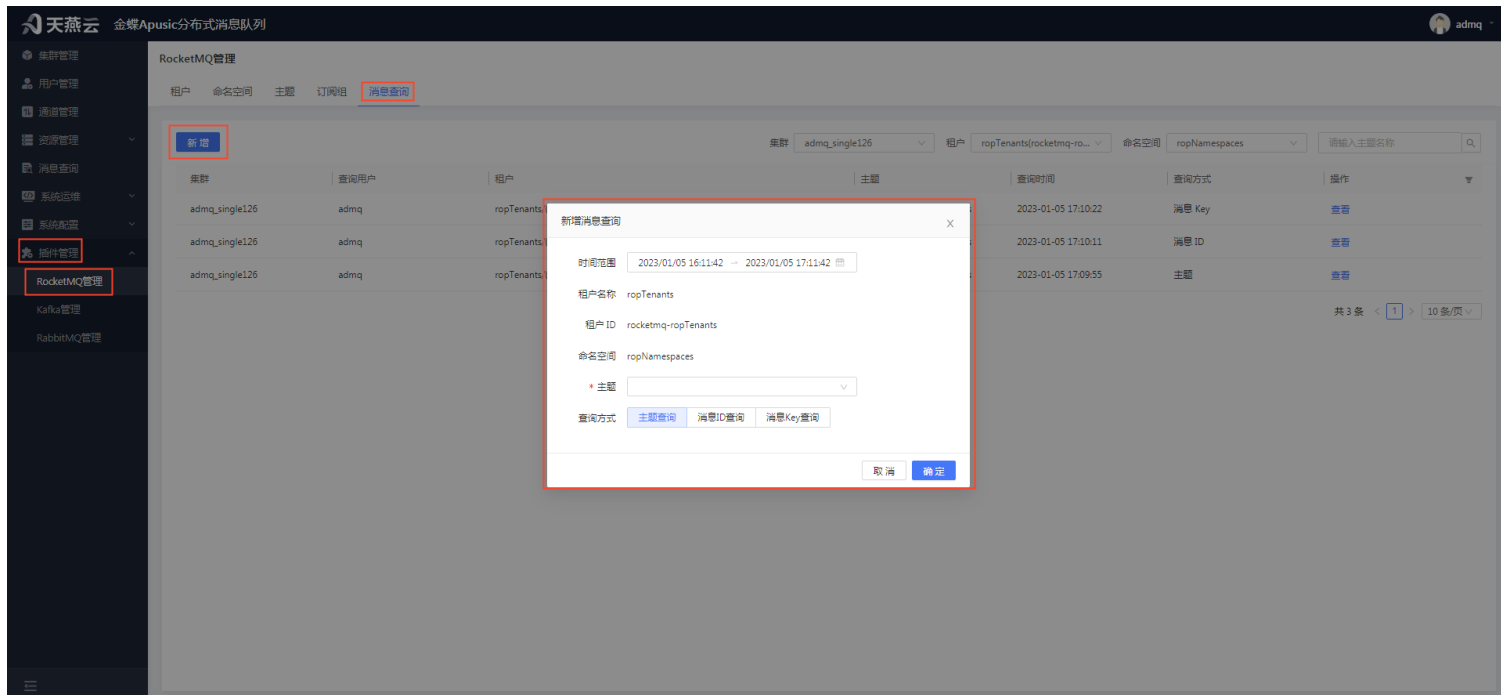 天燕云 金蝶Apusic分布式消息队列 admq
集群管理
用户管理
通道管理
资源管理
消息查询
系统运维
系统配置
插件管理
RocketMQ管理
Kafka管理
RabbitMQ管理
RocketMQ管理
租户 命名空间 主题 订阅组 消息查询
新 增 集群 admq_single126 租户 ropTenants(rocketmq-ro... 命名空间 ropNamespaces 请输入主题名称
集群 查询用户 租户 主题 查询时间 查询方式 操作
admq_single126 admq ropTenants/ 2023-01-05 17:10:22 消息 Key 查看
admq_single126 admq ropTenants/ 2023-01-05 17:10:11 消息 ID 查看
admq_single126 admq ropTenants/ 2023-01-05 17:09:55 主题 查看
共 3 条 < 1 > 10 条/页
新增消息查询 X
时间范围 2023/01/05 16:11:42 → 2023/01/05 17:11:42
租户名称 ropTenants
租户 ID rocketmq-ropTenants
命名空间 ropNamespaces
* 主题
查询方式 主题查询 消息ID查询 消息Key查询
取 消 确 定